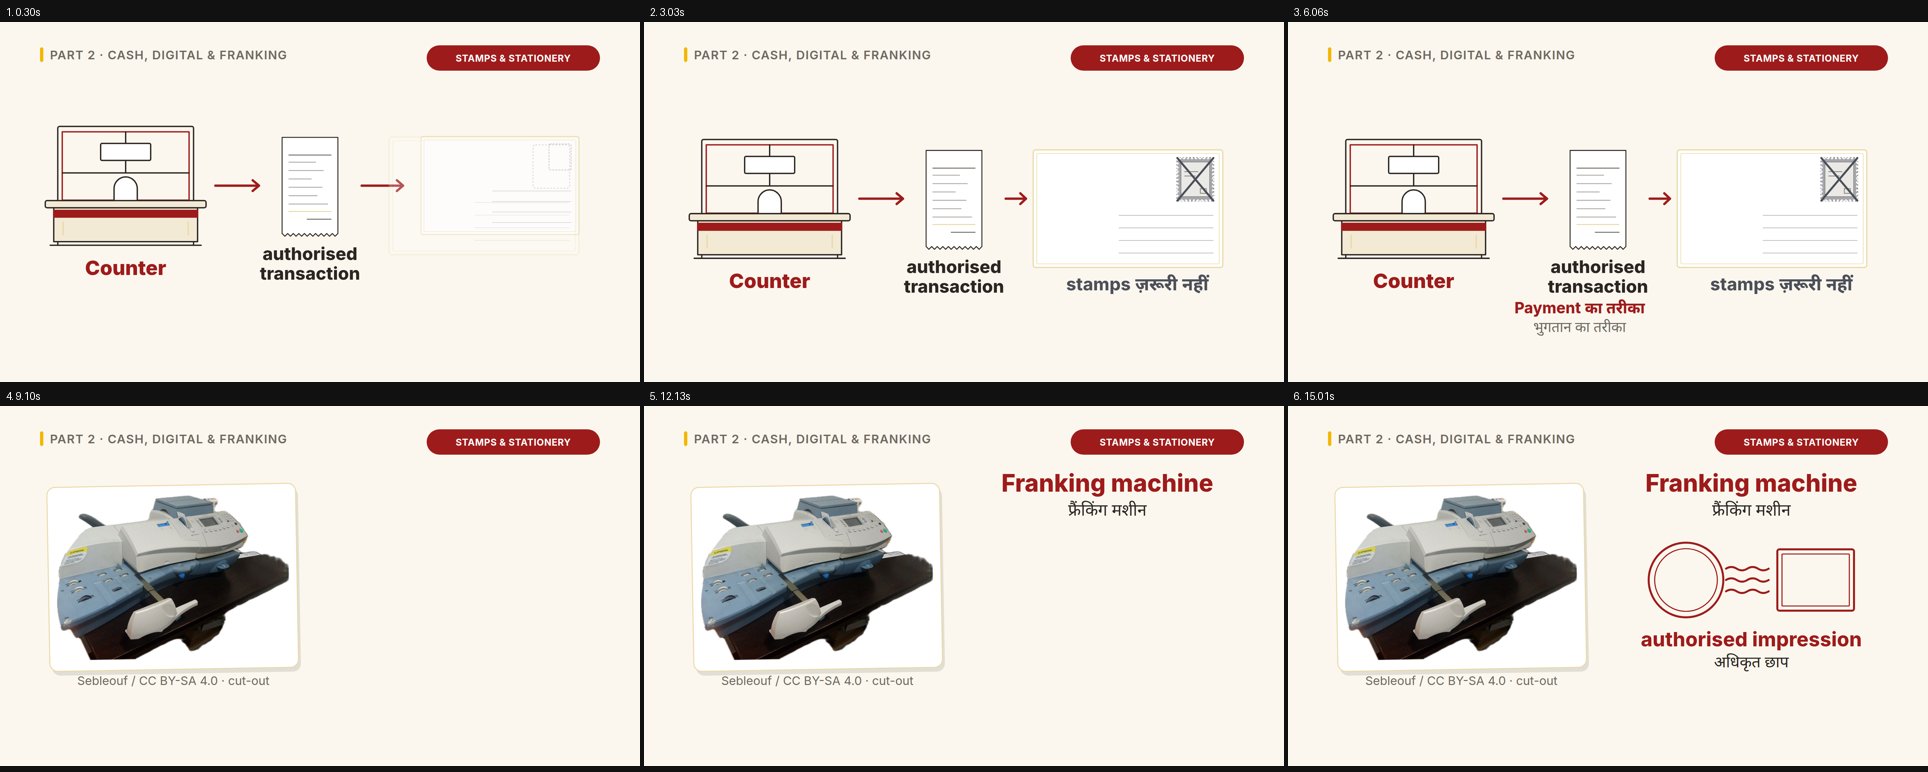 1. 0.30s
PART 2 · CASH, DIGITAL & FRANKING
STAMPS & STATIONERY
Counter
authorised
transaction
2. 3.03s
PART 2 · CASH, DIGITAL & FRANKING
STAMPS & STATIONERY
Counter
authorised
transaction
stamps ज़रूरी नहीं
3. 6.06s
PART 2 · CASH, DIGITAL & FRANKING
STAMPS & STATIONERY
Counter
authorised
transaction
Payment का तरीका
भुगतान का तरीका
stamps ज़रूरी नहीं
4. 9.10s
PART 2 · CASH, DIGITAL & FRANKING
STAMPS & STATIONERY
Sebleouf / CC BY-SA 4.0 · cut-out
5. 12.13s
PART 2 · CASH, DIGITAL & FRANKING
STAMPS & STATIONERY
Franking machine
फ्रैंकिंग मशीन
Sebleouf / CC BY-SA 4.0 · cut-out
6. 15.01s
PART 2 · CASH, DIGITAL & FRANKING
STAMPS & STATIONERY
Franking machine
फ्रैंकिंग मशीन
authorised impression
अधिकृत छाप
Sebleouf / CC BY-SA 4.0 · cut-out